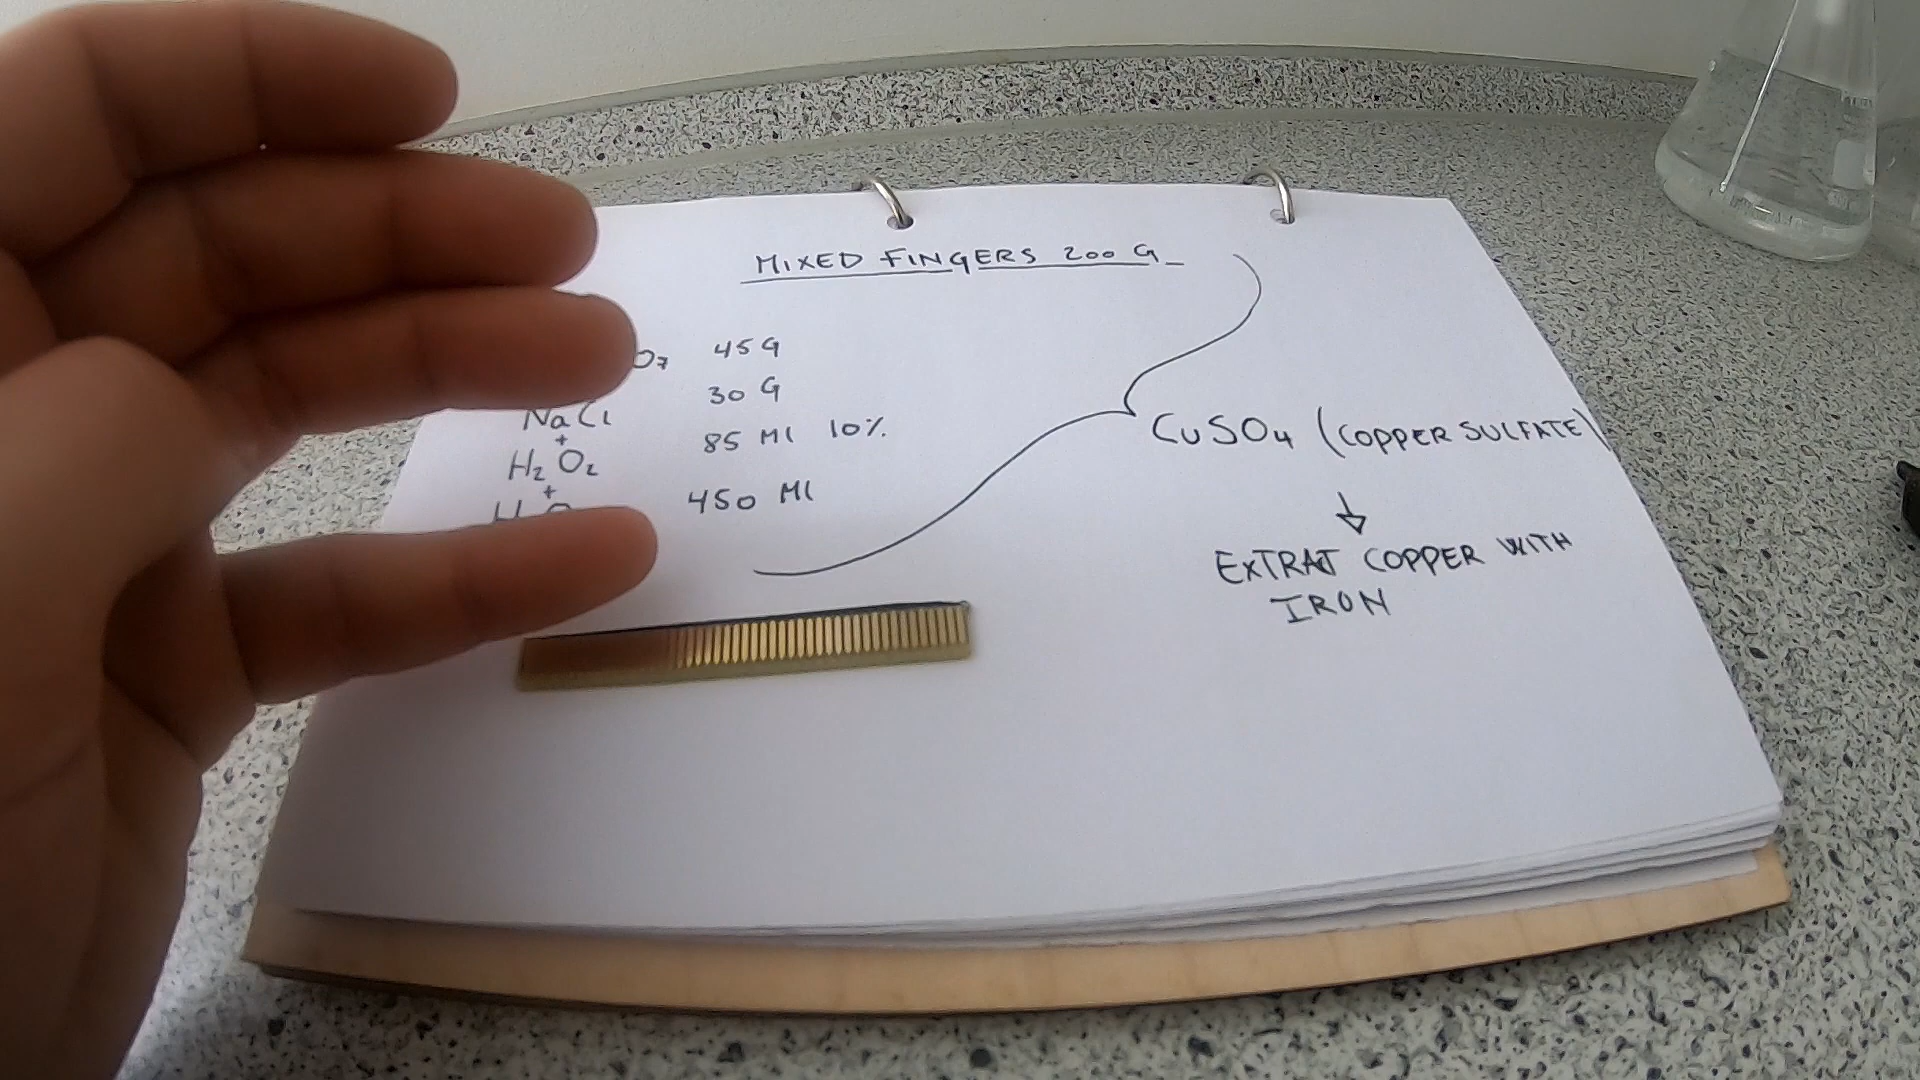 MIXED FINGERS 200 G
O7 45 G
NaCl 30 G
+
H2O2 85 Ml 10%
+
450 Ml
CuSO4 (COPPER SULFATE)
EXTRAT COPPER WITH
IRON